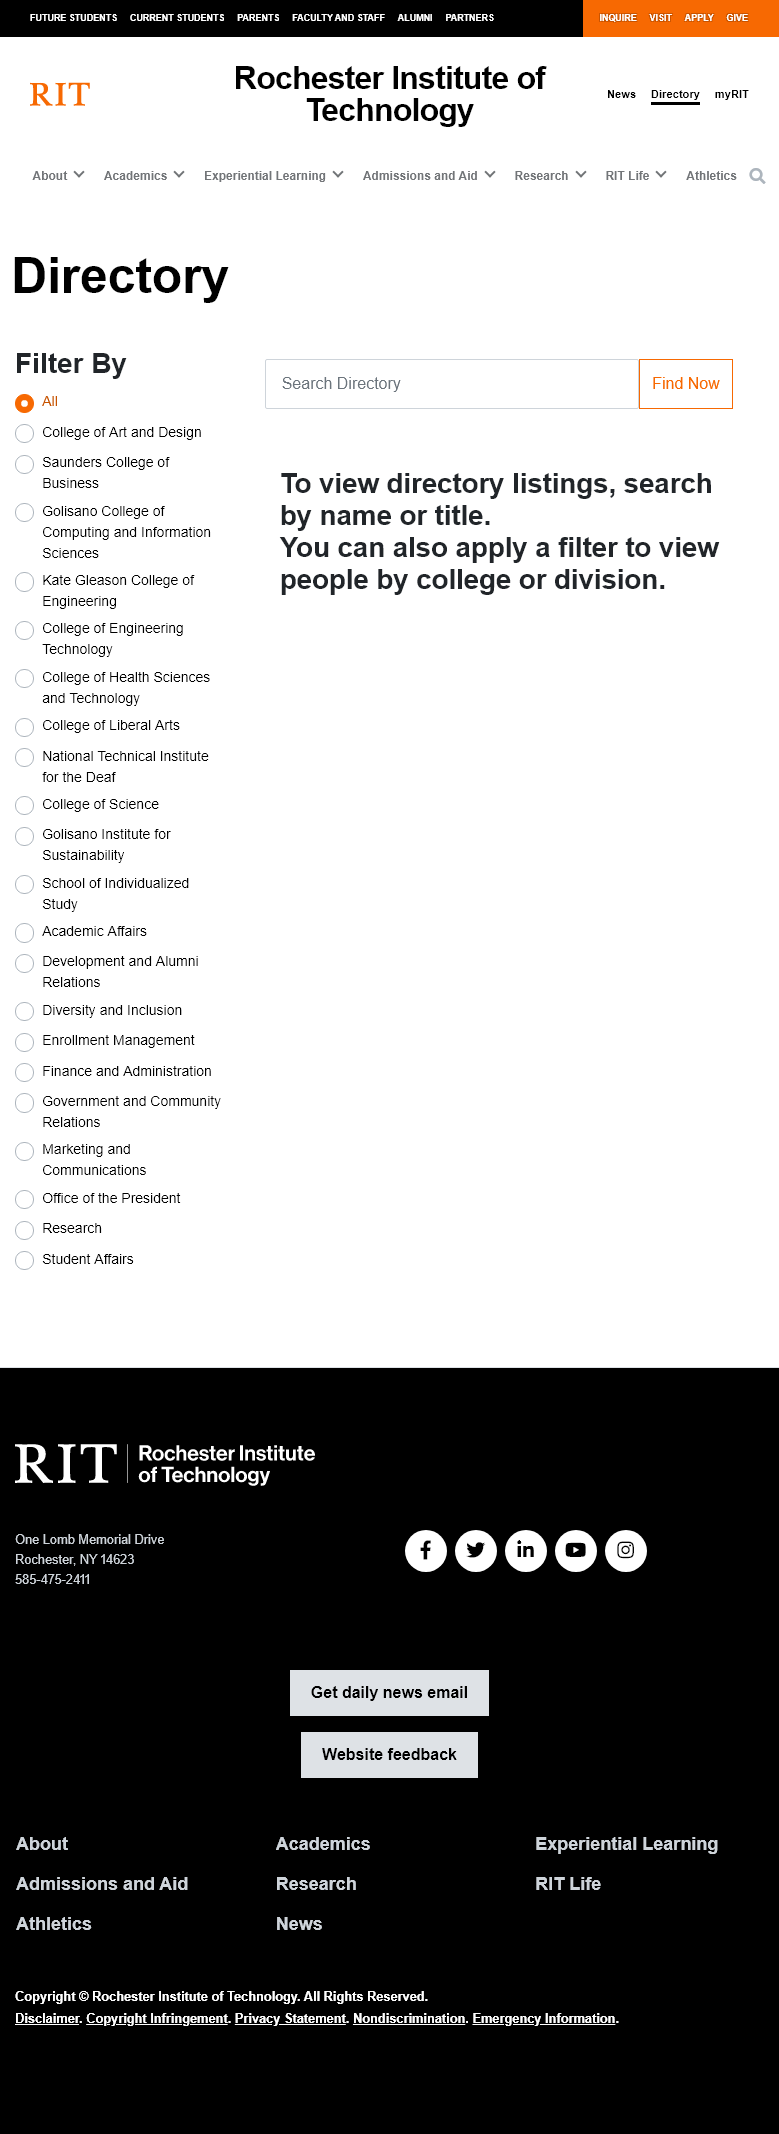 FUTURE STUDENTS CURRENT STUDENTS PARENTS FACULTY AND STAFF ALUMNI PARTNERS INQUIRE VISIT APPLY GIVE
RIT
Rochester Institute of
Technology
News Directory myRIT
About Academics Experiential Learning Admissions and Aid Research RIT Life Athletics
Directory
Filter By
All
College of Art and Design
Saunders College of
Business
Golisano College of
Computing and Information
Sciences
Kate Gleason College of
Engineering
College of Engineering
Technology
College of Health Sciences
and Technology
College of Liberal Arts
National Technical Institute
for the Deaf
College of Science
Golisano Institute for
Sustainability
School of Individualized
Study
Academic Affairs
Development and Alumni
Relations
Diversity and Inclusion
Enrollment Management
Finance and Administration
Government and Community
Relations
Marketing and
Communications
Office of the President
Research
Student Affairs
Search Directory Find Now
To view directory listings, search
by name or title.
You can also apply a filter to view
people by college or division.
RIT
Rochester Institute
of Technology
One Lomb Memorial Drive
Rochester, NY 14623
585-475-2411
Get daily news email
Website feedback
About Academics Experiential Learning
Admissions and Aid Research RIT Life
Athletics News
Copyright © Rochester Institute of Technology. All Rights Reserved.
Disclaimer. Copyright Infringement. Privacy Statement. Nondiscrimination. Emergency Information.